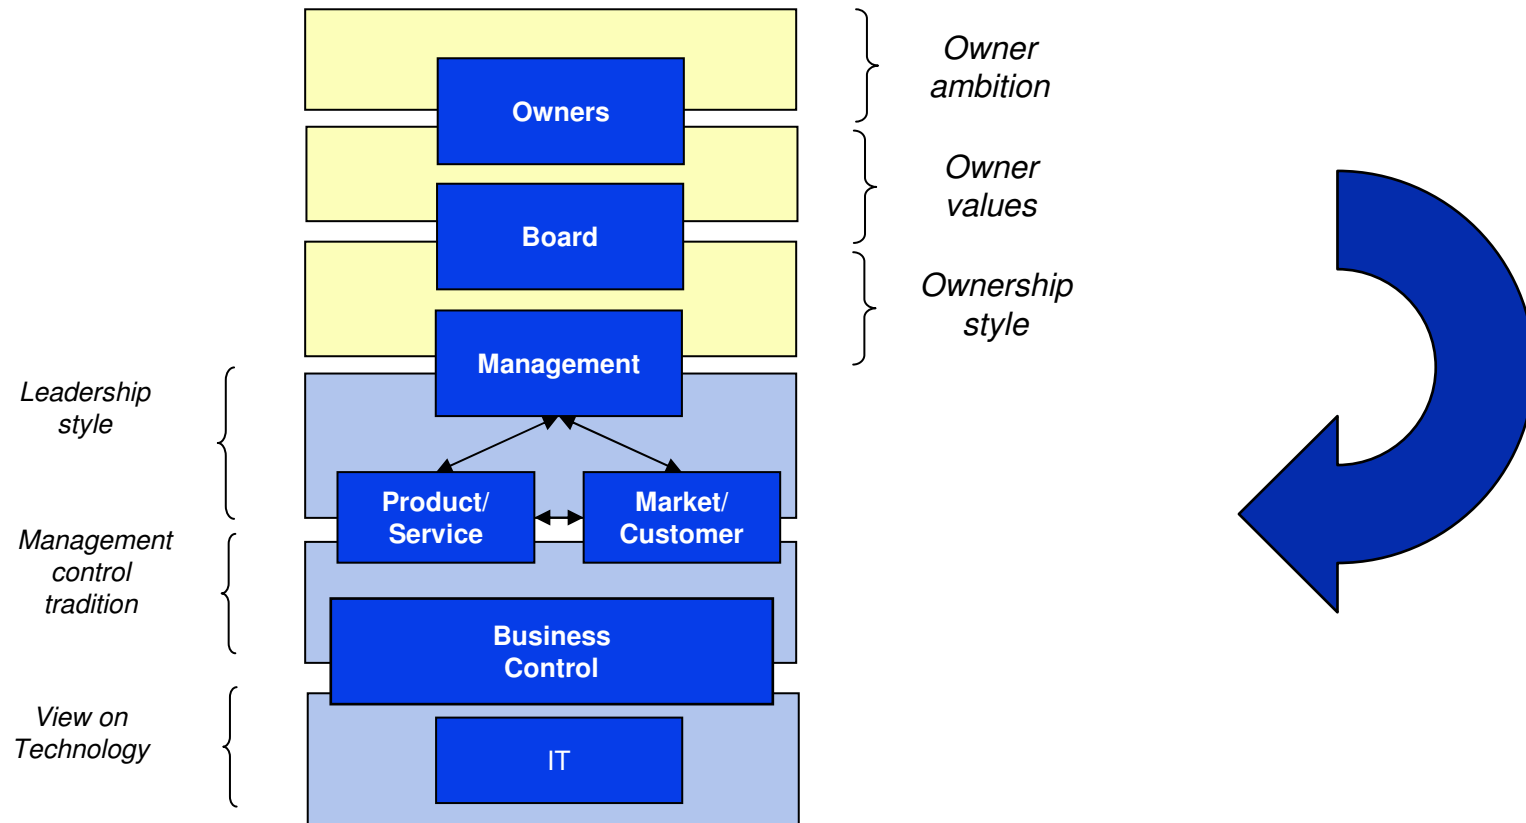 Owner
ambition
Owners
Owner
values
Board
Ownership
style
Management
Leadership
style
Product/
Service
Market/
Customer
Management
control
tradition
Business
Control
View on
Technology
IT